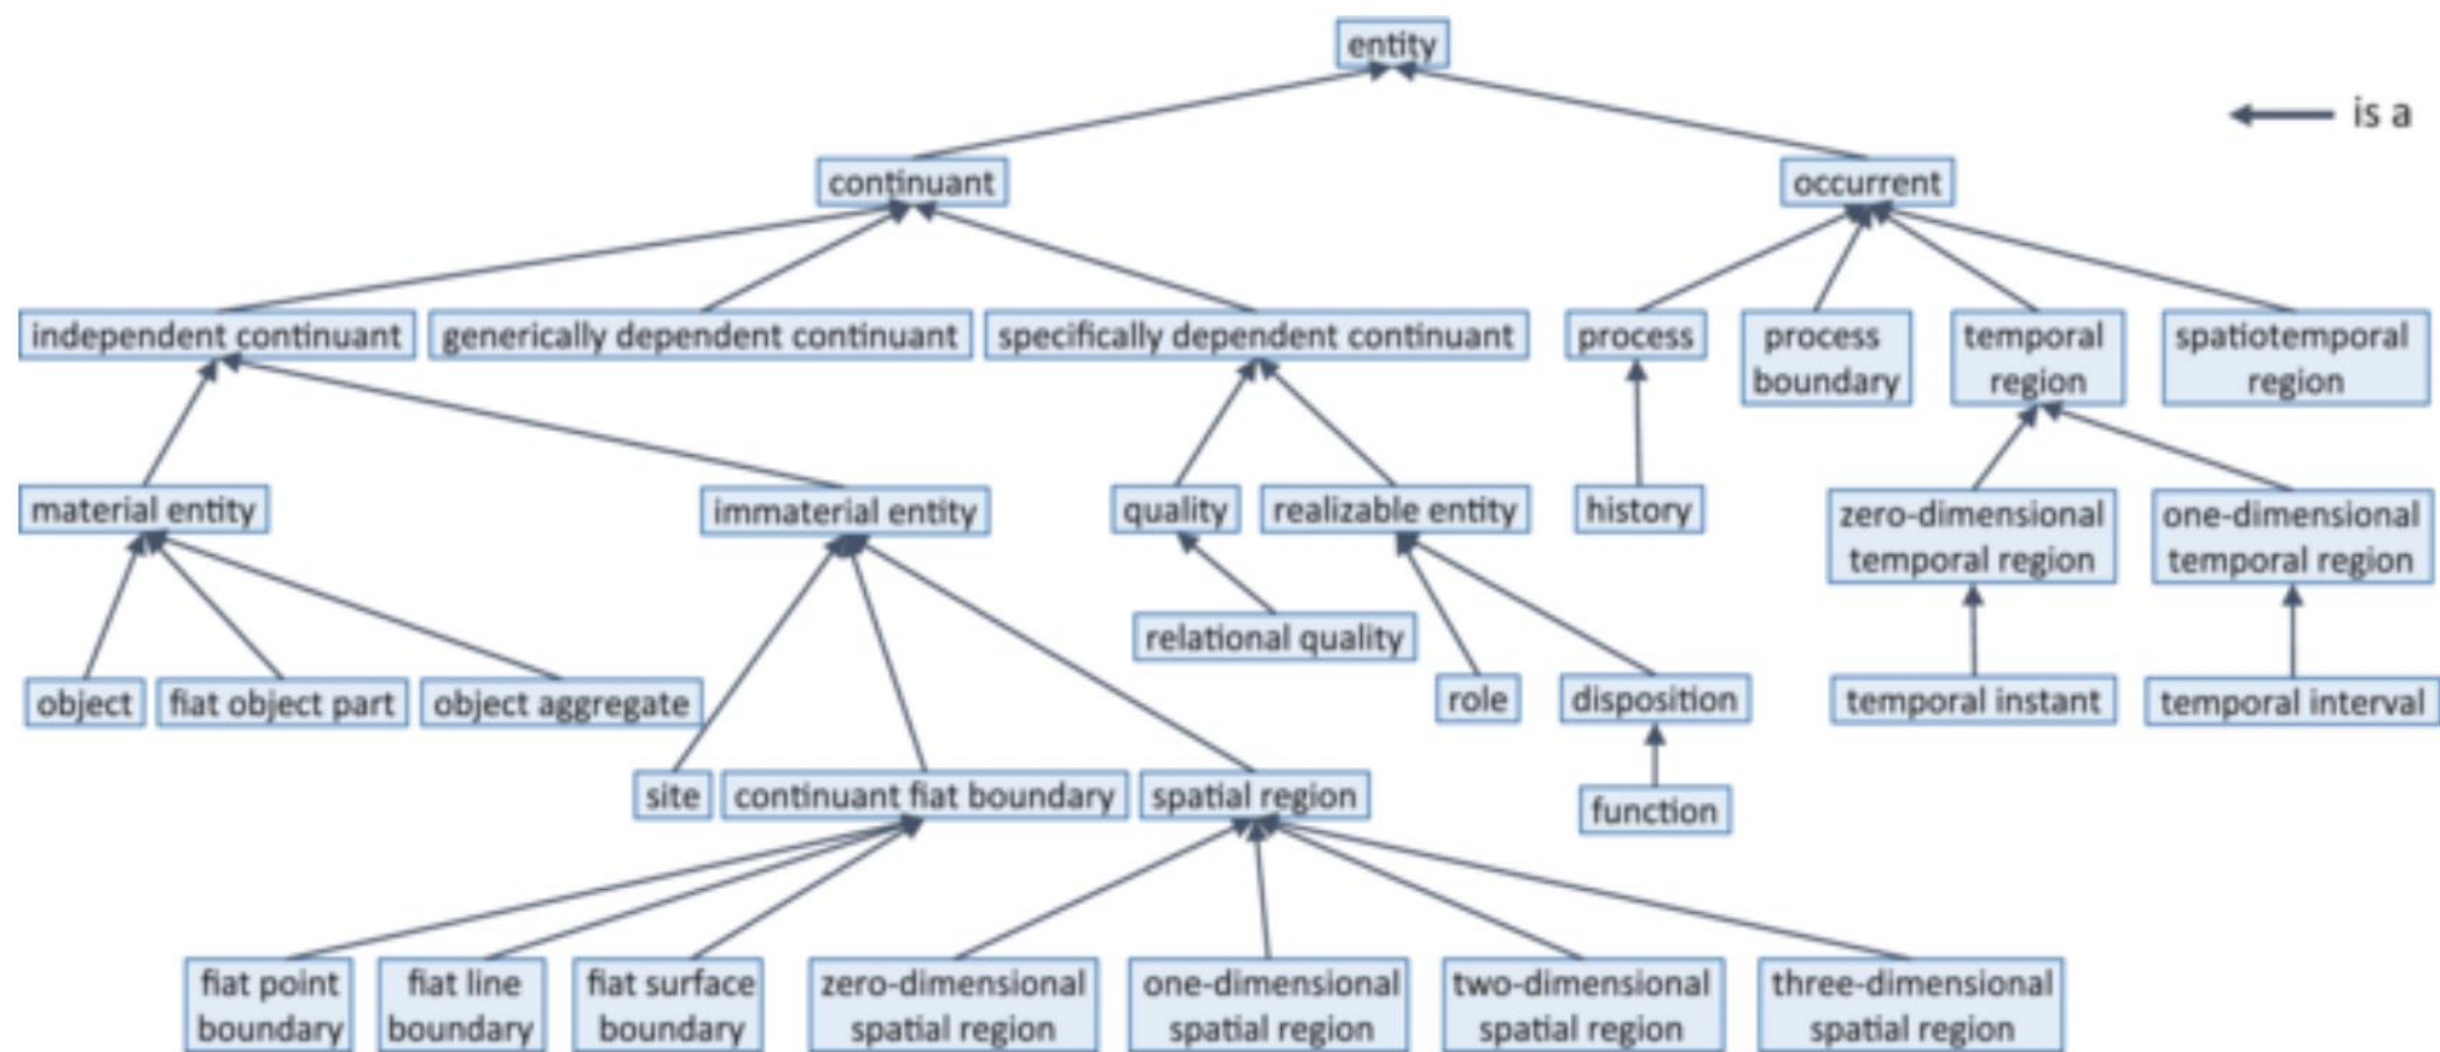 entity
is a
continuant
occurrent
independent continuant
generically dependent continuant
specifically dependent continuant
process
process
boundary
temporal
region
spatiotemporal
region
material entity
immaterial entity
quality
realizable entity
history
zero-dimensional
temporal region
one-dimensional
temporal region
relational quality
object
fiat object part
object aggregate
role
disposition
temporal instant
temporal interval
site
continuant fiat boundary
spatial region
function
fiat point
boundary
fiat line
boundary
fiat surface
boundary
zero-dimensional
spatial region
one-dimensional
spatial region
two-dimensional
spatial region
three-dimensional
spatial region